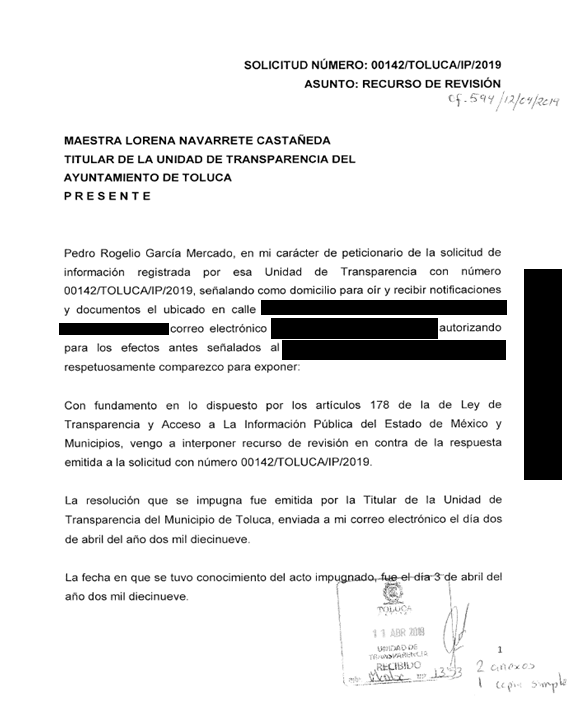 SOLICITUD NÚMERO: 00142/TOLUCA/IP/2019
ASUNTO: RECURSO DE REVISIÓN
cf. 594/12/04/2019
MAESTRA LORENA NAVARRETE CASTAÑEDA
TITULAR DE LA UNIDAD DE TRANSPARENCIA DEL
AYUNTAMIENTO DE TOLUCA
P R E S E N T E
Pedro Rogelio García Mercado, en mi carácter de peticionario de la solicitud de
información registrada por esa Unidad de Transparencia con número
00142/TOLUCA/IP/2019, señalando como domicilio para oír y recibir notificaciones
y documentos el ubicado en calle
correo electrónico autorizando
para los efectos antes señalados al
respetuosamente comparezco para exponer:
Con fundamento en lo dispuesto por los artículos 178 de la de Ley de
Transparencia y Acceso a La Información Pública del Estado de México y
Municipios, vengo a interponer recurso de revisión en contra de la respuesta
emitida a la solicitud con número 00142/TOLUCA/IP/2019.
La resolución que se impugna fue emitida por la Titular de la Unidad de
Transparencia del Municipio de Toluca, enviada a mi correo electrónico el día dos
de abril del año dos mil diecinueve.
La fecha en que se tuvo conocimiento del acto impugnado, fue el día 3 de abril del
año dos mil diecinueve.
TOLUCA
11 ABR 2019
UNIDAD DE
TRANSPARENCIA
RECIBIDO
13:53
1
2 anexos
1 copia simple